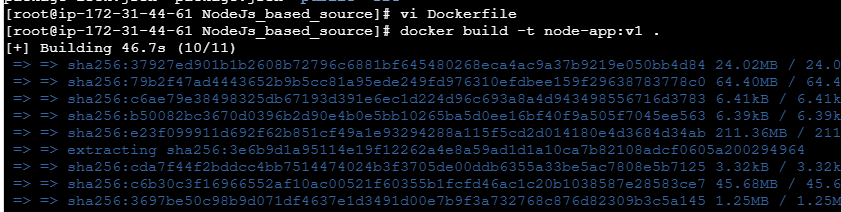 [root@ip-172-31-44-61 NodeJs_based_source]# vi Dockerfile
[root@ip-172-31-44-61 NodeJs_based_source]# docker build -t node-app:v1 .
[+] Building 46.7s (10/11)
=> => sha256:37927ed901b1b2608b72796c6881bf645480268eca4ac9a37b9219e050bb4d84 24.02MB / 24.0
=> => sha256:79b2f47ad4443652b9b5cc81a95ede249fd976310efdbee159f29638783778c0 64.40MB / 64.4
=> => sha256:c6ae79e38498325db67193d391e6ec1d224d96c693a8a4d943498556716d3783 6.41kB / 6.41k
=> => sha256:b50082bc3670d0396b2d90e4b0e5bb10265ba5d0ee16bf40f9a505f7045ee563 6.39kB / 6.39k
=> => sha256:e23f099911d692f62b851cf49a1e93294288a115f5cd2d014180e4d3684d34ab 211.36MB / 211
=> => extracting sha256:3e6b9d1a95114e19f12262a4e8a59ad1d1a10ca7b82108adcf0605a200294964
=> => sha256:cda7f44f2bddcc4bb7514474024b3f3705de00ddb6355a33be5ac7808e5b7125 3.32kB / 3.32k
=> => sha256:c6b30c3f16966552af10ac00521f60355b1fcfd46ac1c20b1038587e28583ce7 45.68MB / 45.6
=> => sha256:3697be50c98b9d071df4637e1d3491d00e7b9f3a732768c876d82309b3c5a145 1.25MB / 1.25M